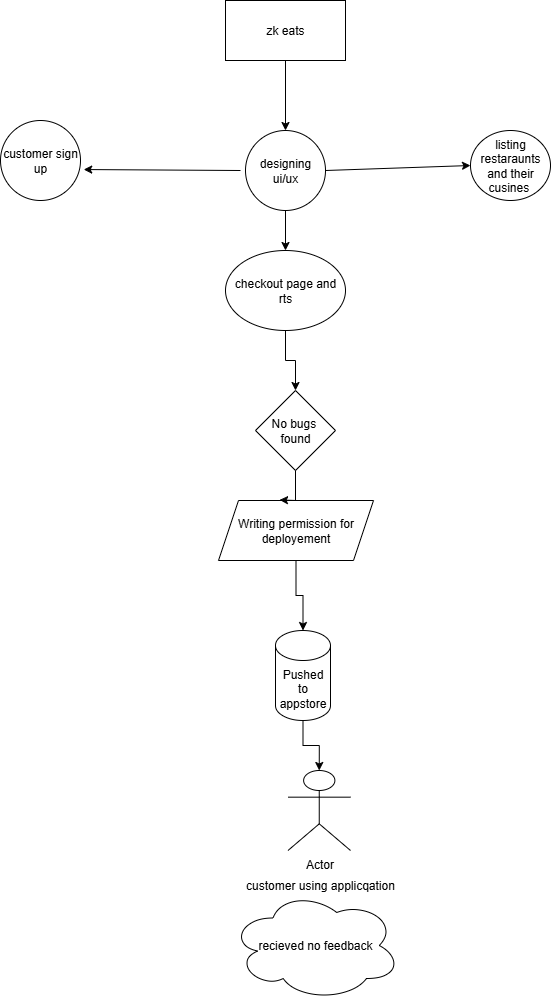 zk eats
customer sign
up
designing
ui/ux
listing
restaraunts
and their
cusines
checkout page and
rts
No bugs
found
Writing permission for
deployement
Pushed
to
appstore
Actor
customer using applicqation
recieved no feedback